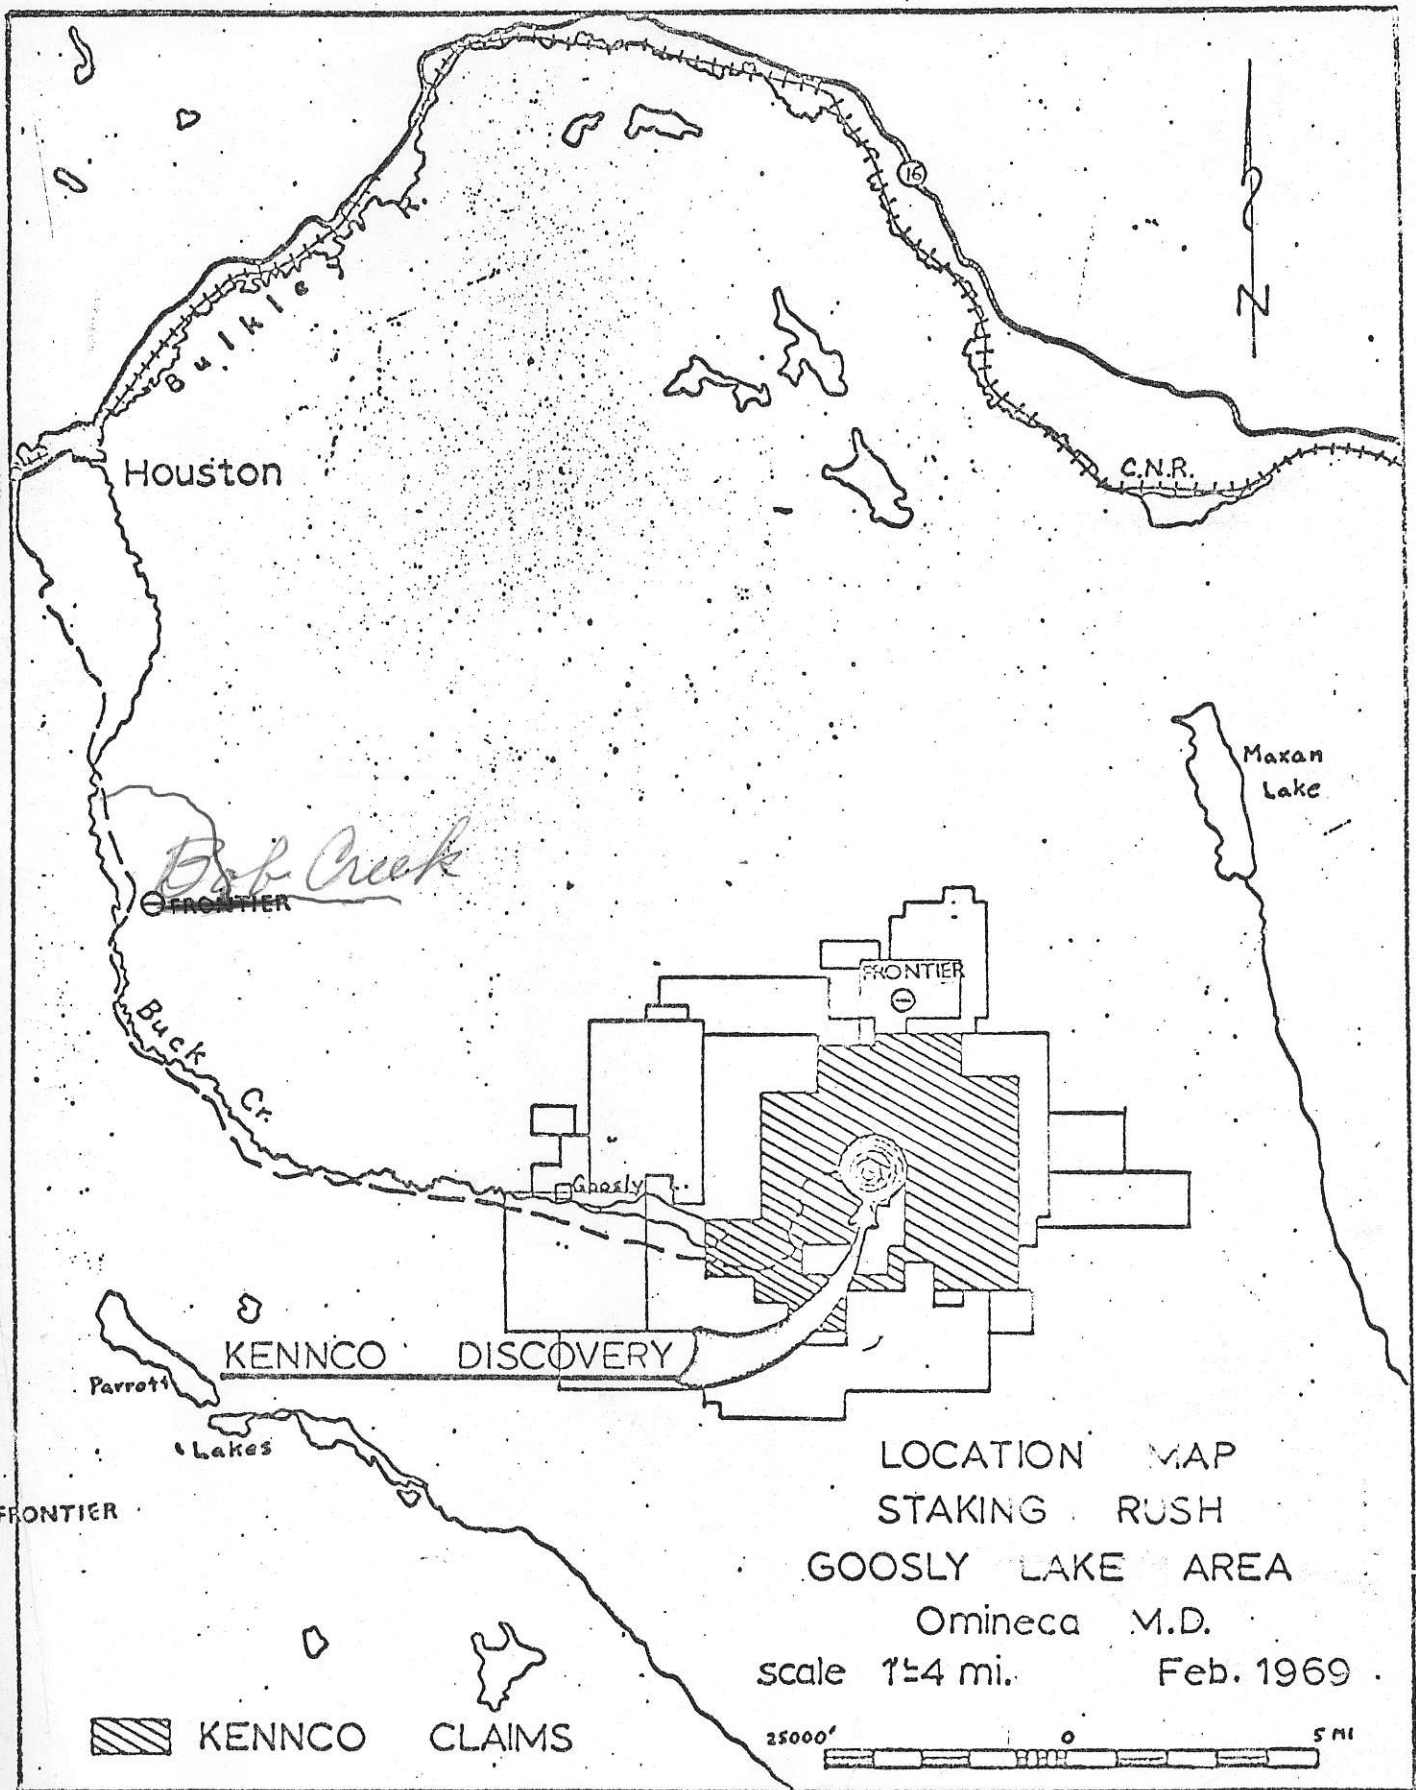 16
N
Bulkley R.
Houston
C.N.R.
Maxan
Lake
Bob Creek
FRONTIER
FRONTIER
Buck Cr.
Goosly L.
KENNCO DISCOVERY
Parrott
Lakes
FRONTIER
LOCATION MAP
STAKING RUSH
GOOSLY LAKE AREA
Omineca M.D.
scale 1"=4 mi. Feb. 1969
KENNCO CLAIMS
25000' 0 5 MI